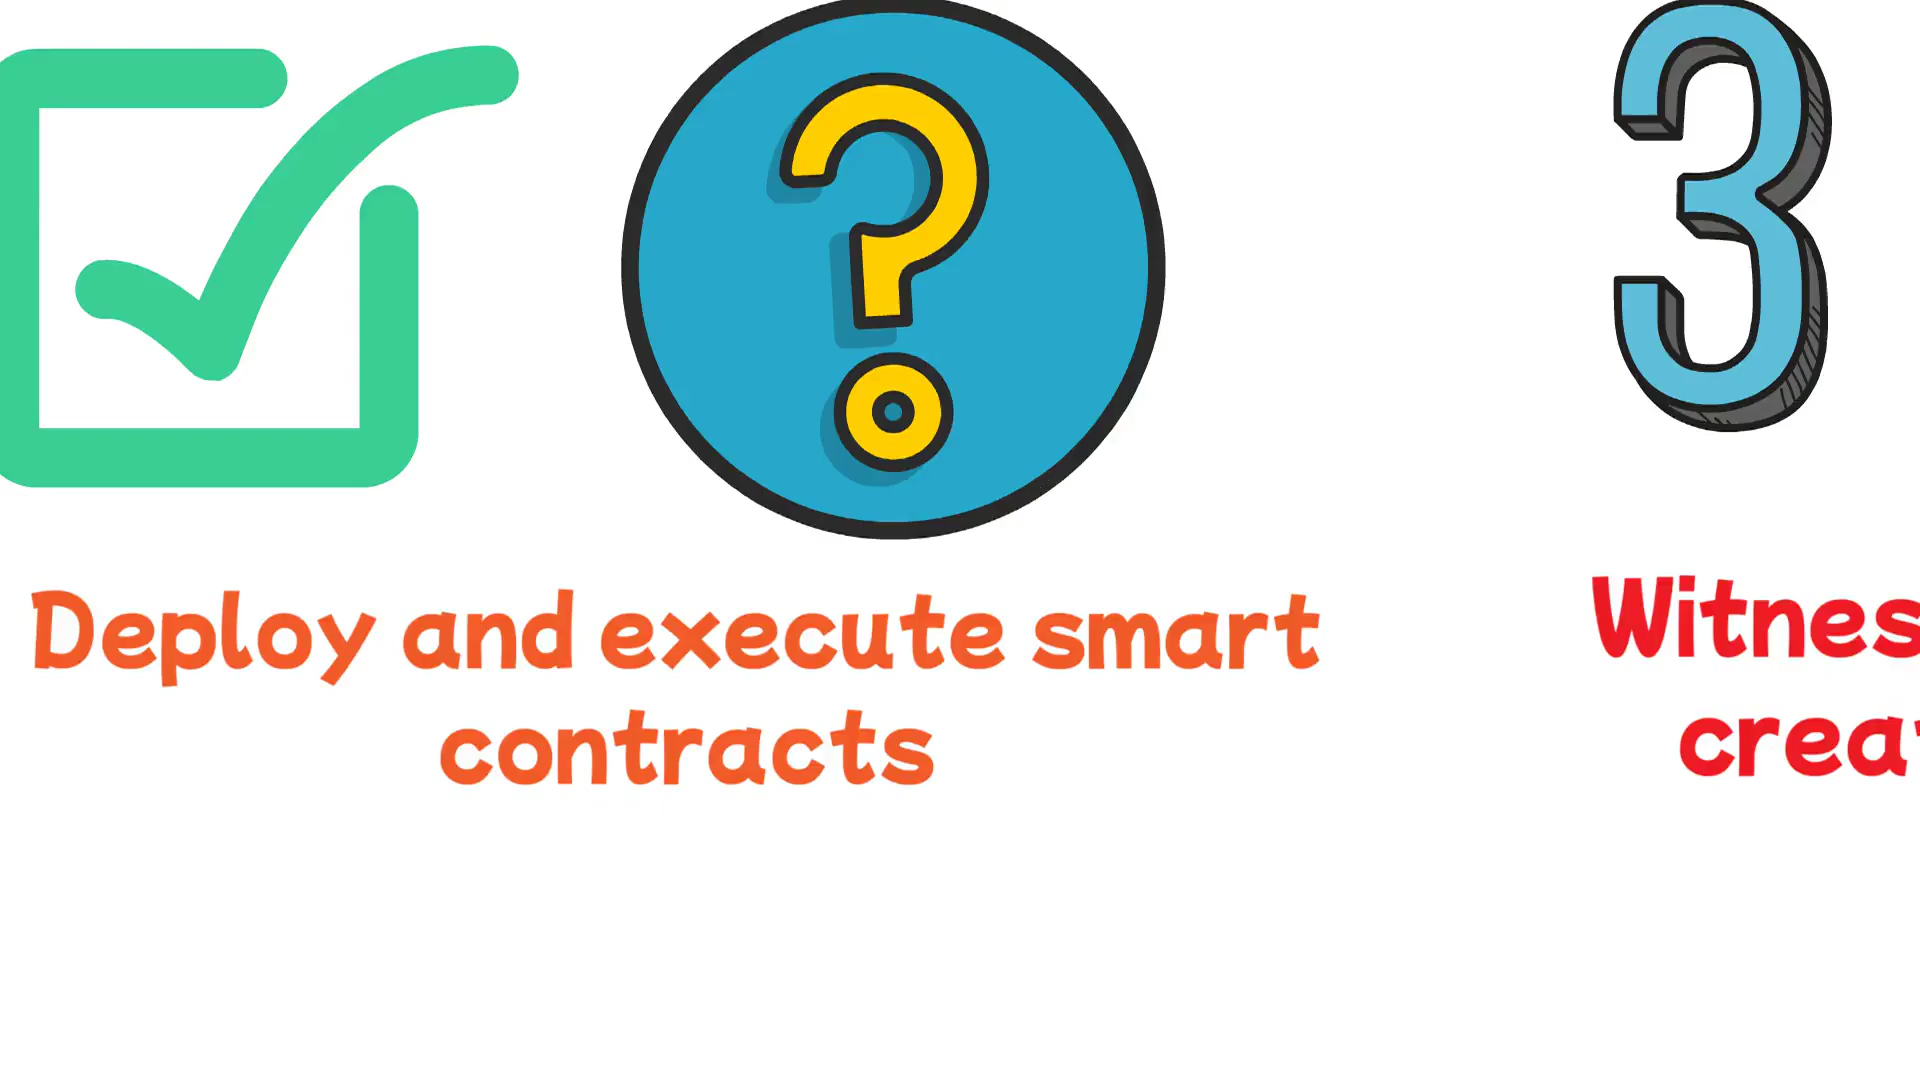 ?
3
Deploy and execute smart
contracts